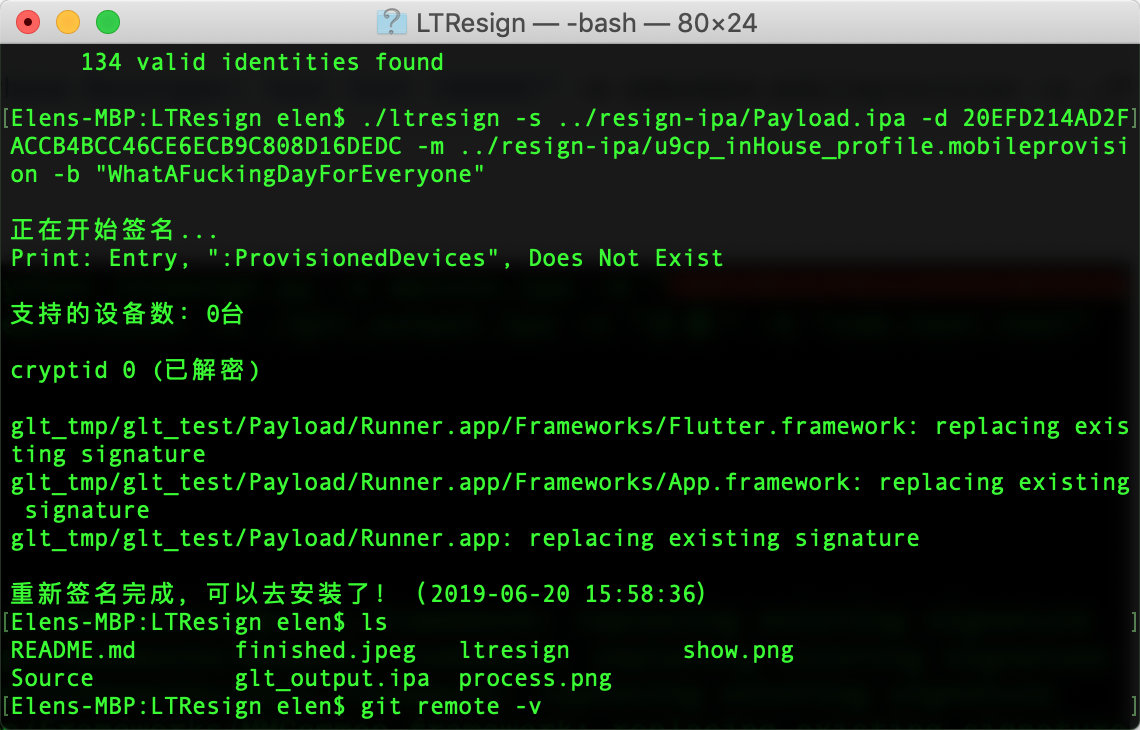 LTResign — -bash — 80×24
134 valid identities found
[Elens-MBP:LTResign elen$ ./ltresign -s ../resign-ipa/Payload.ipa -d 20EFD214AD2F]
ACCB4BCC46CE6ECB9C808D16DEDC -m ../resign-ipa/u9cp_inHouse_profile.mobileprovisi
on -b "WhatAFuckingDayForEveryone"
正在开始签名...
Print: Entry, ":ProvisionedDevices", Does Not Exist
支持的设备数: 0台
cryptid 0 (已解密)
glt_tmp/glt_test/Payload/Runner.app/Frameworks/Flutter.framework: replacing exis
ting signature
glt_tmp/glt_test/Payload/Runner.app/Frameworks/App.framework: replacing existing
signature
glt_tmp/glt_test/Payload/Runner.app: replacing existing signature
重新签名完成, 可以去安装了! (2019-06-20 15:58:36)
[Elens-MBP:LTResign elen$ ls ]
README.md finished.jpeg ltresign show.png
Source glt_output.ipa process.png
[Elens-MBP:LTResign elen$ git remote -v ]